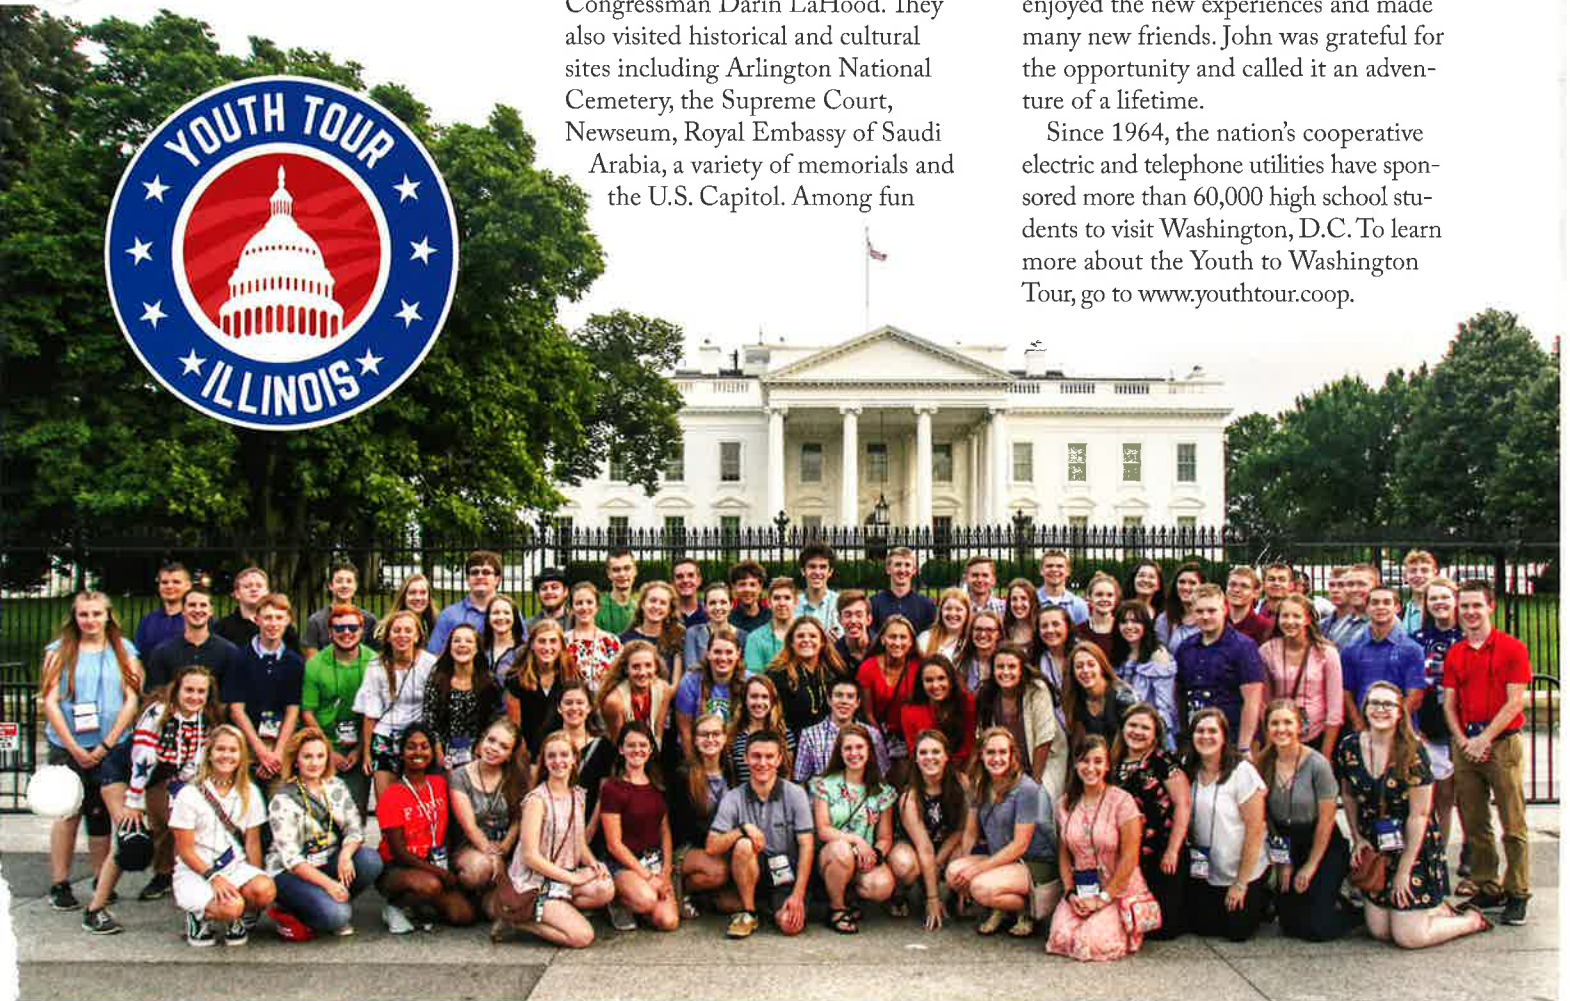 Congressman Darin LaHood. They
also visited historical and cultural
sites including Arlington National
Cemetery, the Supreme Court,
Newseum, Royal Embassy of Saudi
Arabia, a variety of memorials and
the U.S. Capitol. Among fun
enjoyed the new experiences and made
many new friends. John was grateful for
the opportunity and called it an adven-
ture of a lifetime.
Since 1964, the nation's cooperative
electric and telephone utilities have spon-
sored more than 60,000 high school stu-
dents to visit Washington, D.C. To learn
more about the Youth to Washington
Tour, go to www.youthtour.coop.
YOUTH TOUR
ILLINOIS